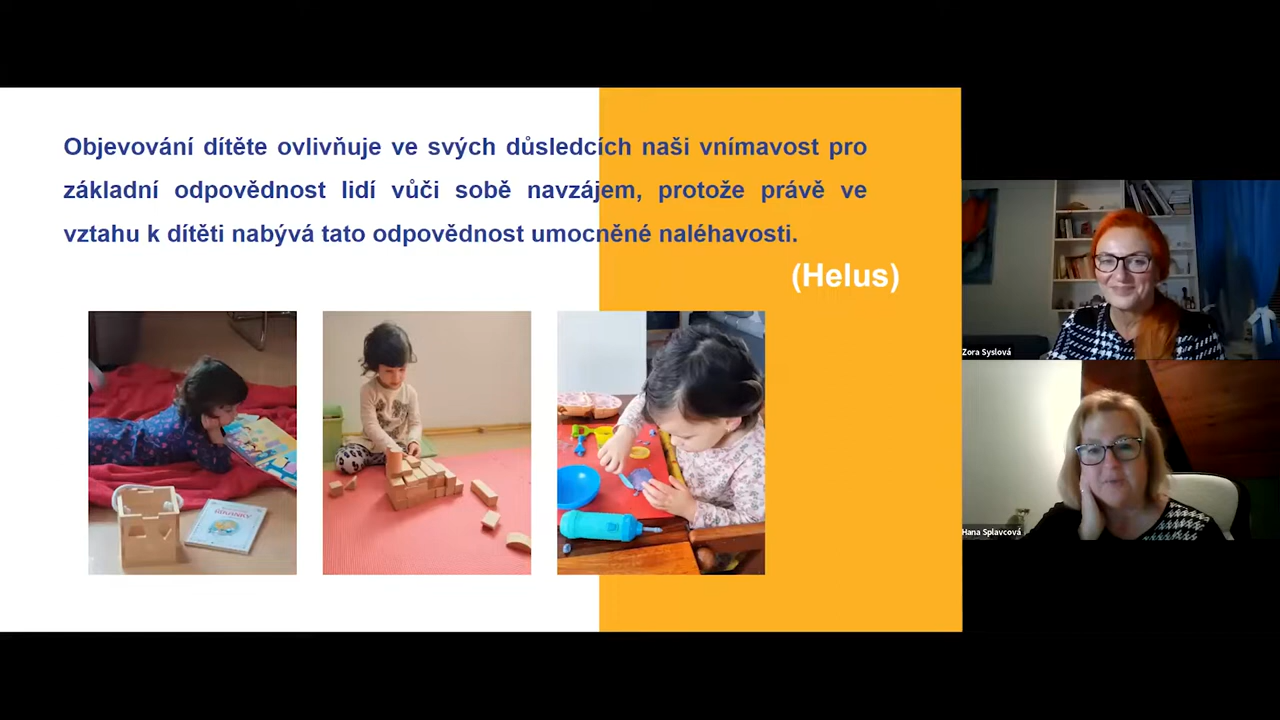 Objevování dítěte ovlivňuje ve svých důsledcích naši vnímavost pro
základní odpovědnost lidí vůči sobě navzájem, protože právě ve
vztahu k dítěti nabývá tato odpovědnost umocněné naléhavosti.
(Helus)
ŘÍKANKY
Zora Syslová
Hana Splavcová